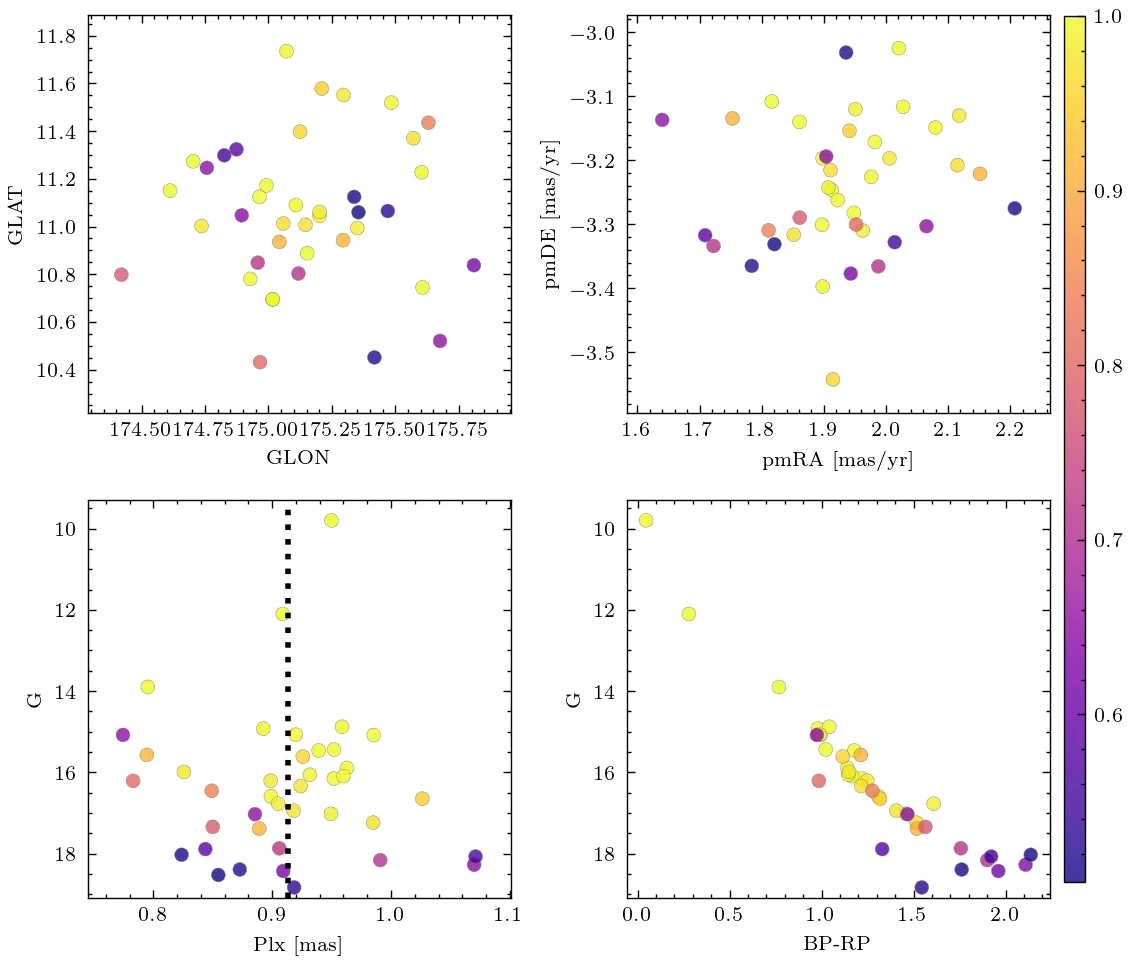 11.8
11.6
11.4
11.2
11.0
10.8
10.6
10.4
GLAT
174.50 174.75 175.00 175.25 175.50 175.75
GLON
−3.0
−3.1
−3.2
−3.3
−3.4
−3.5
pmDE [mas/yr]
1.6 1.7 1.8 1.9 2.0 2.1 2.2
pmRA [mas/yr]
1.0
0.9
0.8
0.7
0.6
10
12
14
16
18
G
0.8 0.9 1.0 1.1
Plx [mas]
10
12
14
16
18
G
0.0 0.5 1.0 1.5 2.0
BP-RP